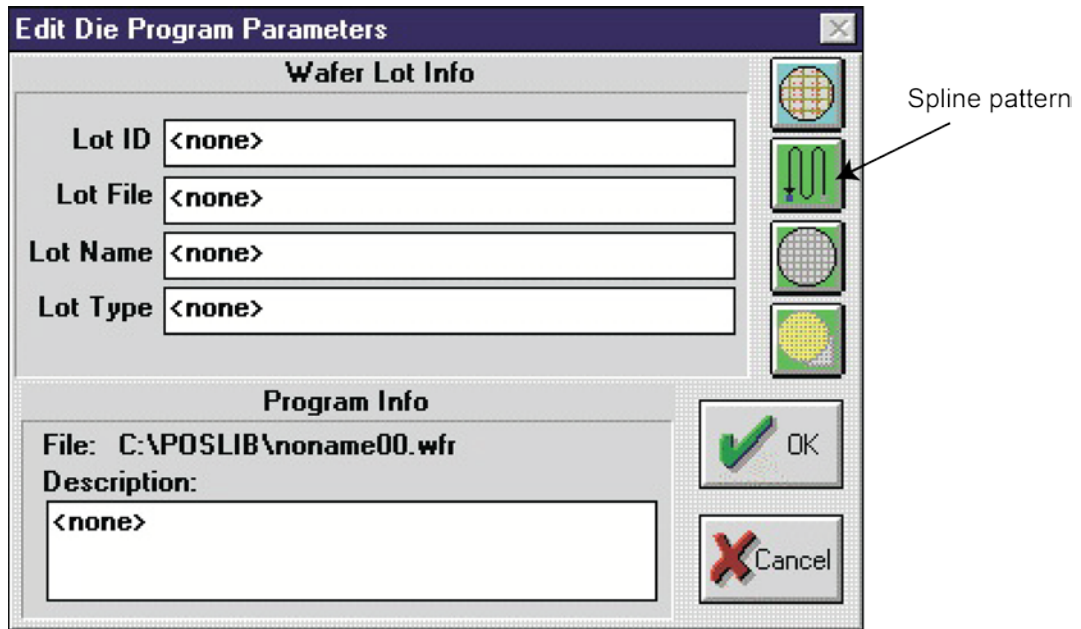 Edit Die Program Parameters
Wafer Lot Info
Spline pattern
Lot ID <none>
Lot File <none>
Lot Name <none>
Lot Type <none>
Program Info
File: C:\POSLIB\noname00.wfr
Description:
<none>
OK
Cancel